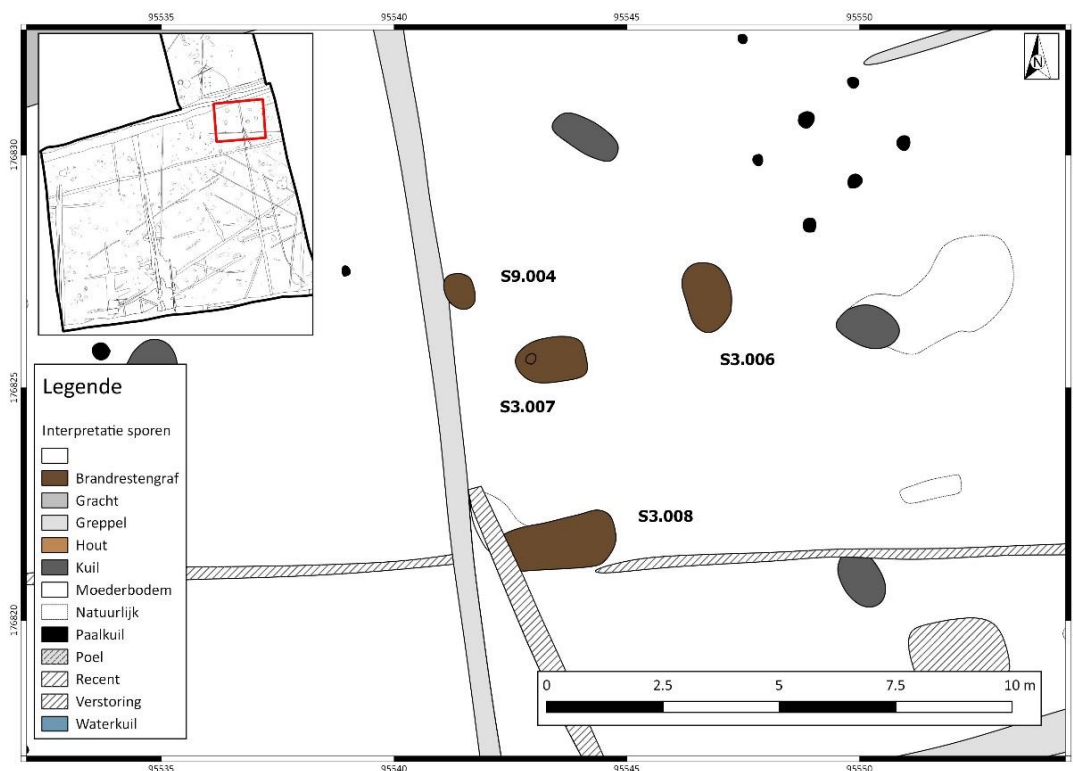 95535 95540 95545 95550
N
176830
S9.004
S3.006
176825
S3.007
Legende
Interpretatie sporen
Brandrestengraf
Gracht
Greppel
Hout
Kuil
Moederbodem
Natuurlijk
Paalkuil
Poel
Recent
Verstoring
Waterkuil
S3.008
176820
0 2.5 5 7.5 10 m
95535 95540 95545 95550